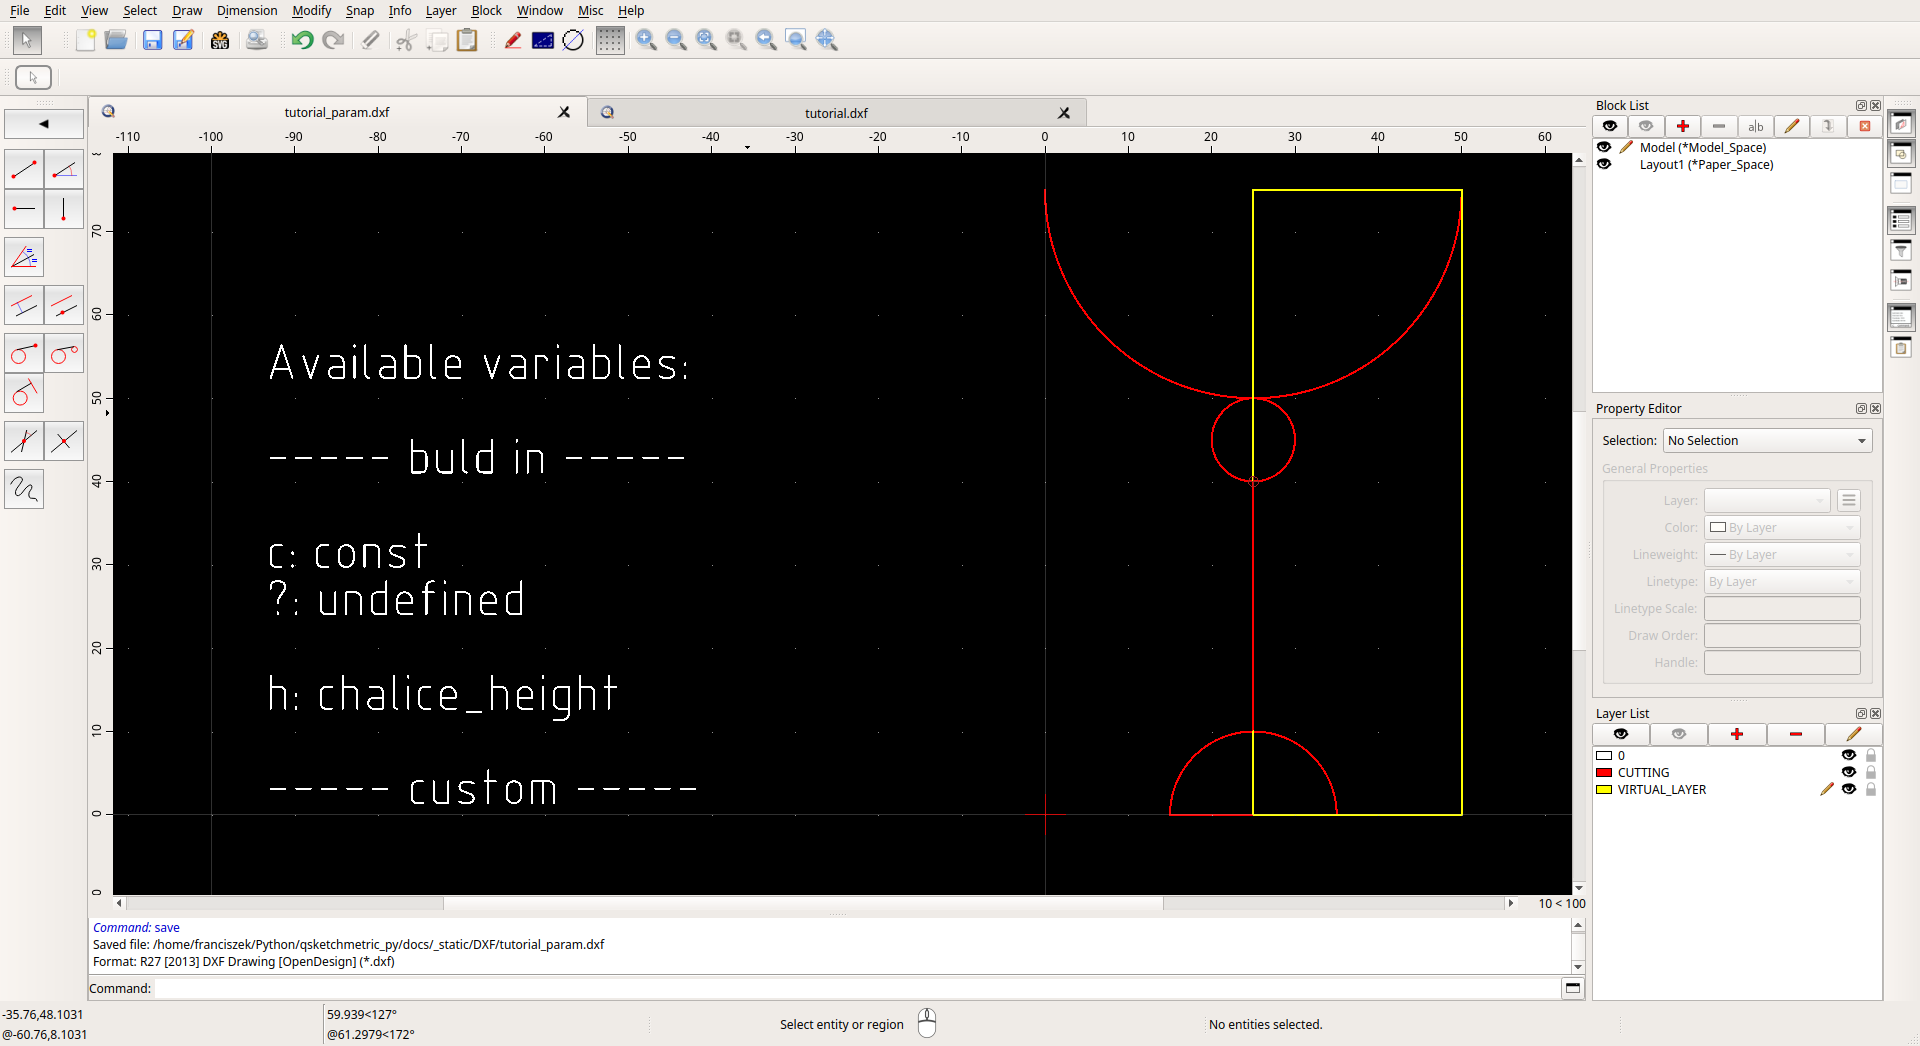 File Edit View Select Draw Dimension Modify Snap Info Layer Block Window Misc Help
SVG
tutorial_param.dxf
tutorial.dxf
-110 -100 -90 -80 -70 -60 -50 -40 -30 -20 -10 0 10 20 30 40 50 60
70
60
50
40
30
20
10
0
0
Available variables:
----- buld in -----
c: const
?: undefined
h: chalice_height
----- custom -----
10 < 100
Command: save
Saved file: /home/franciszek/Python/qsketchmetric_py/docs/_static/DXF/tutorial_param.dxf
Format: R27 [2013] DXF Drawing [OpenDesign] (*.dxf)
Command:
-35.76,48.1031
@-60.76,8.1031
59.939<127°
@61.2979<172°
Select entity or region
No entities selected.
Block List
a|b
Model (*Model_Space)
Layout1 (*Paper_Space)
Property Editor
Selection: No Selection
General Properties
Layer:
Color: By Layer
Lineweight: By Layer
Linetype: By Layer
Linetype Scale:
Draw Order:
Handle:
Layer List
0
CUTTING
VIRTUAL_LAYER